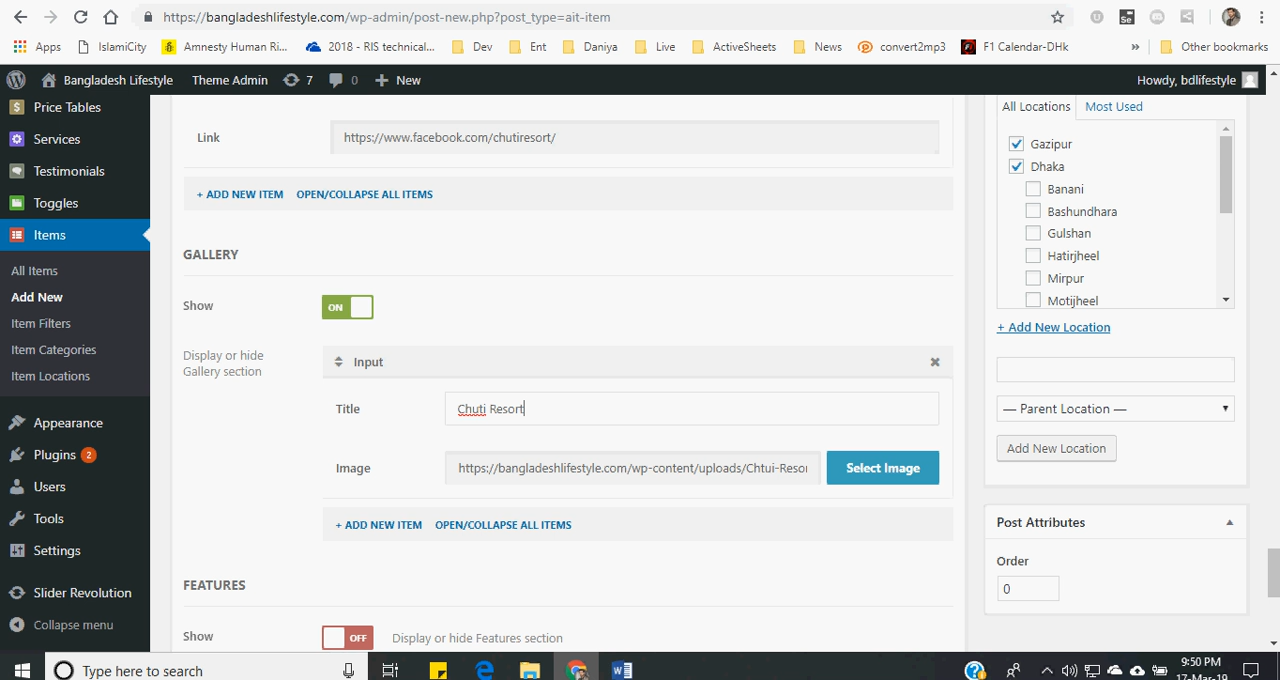 https://bangladeshlifestyle.com/wp-admin/post-new.php?post_type=ait-item
Apps IslamiCity Amnesty Human Ri... 2018 - RIS technical... Dev Ent Daniya Live ActiveSheets News convert2mp3 F1 Calendar-DHk » Other bookmarks
Bangladesh Lifestyle Theme Admin 7 0 + New Howdy, bdlifestyle
Price Tables
Services
Testimonials
Toggles
Items
All Items
Add New
Item Filters
Item Categories
Item Locations
Appearance
Plugins 2
Users
Tools
Settings
Slider Revolution
Collapse menu
Link https://www.facebook.com/chutiresort/
+ ADD NEW ITEM OPEN/COLLAPSE ALL ITEMS
GALLERY
Show ON
Display or hide
Gallery section
Input
Title Chuti Resort
Image https://bangladeshlifestyle.com/wp-content/uploads/Chtui-Resor Select Image
+ ADD NEW ITEM OPEN/COLLAPSE ALL ITEMS
FEATURES
Show OFF Display or hide Features section
All Locations Most Used
Gazipur
Dhaka
Banani
Bashundhara
Gulshan
Hatirjheel
Mirpur
Motijheel
+ Add New Location
— Parent Location —
Add New Location
Post Attributes
Order
0
Type here to search
9:50 PM
17-Mar-19